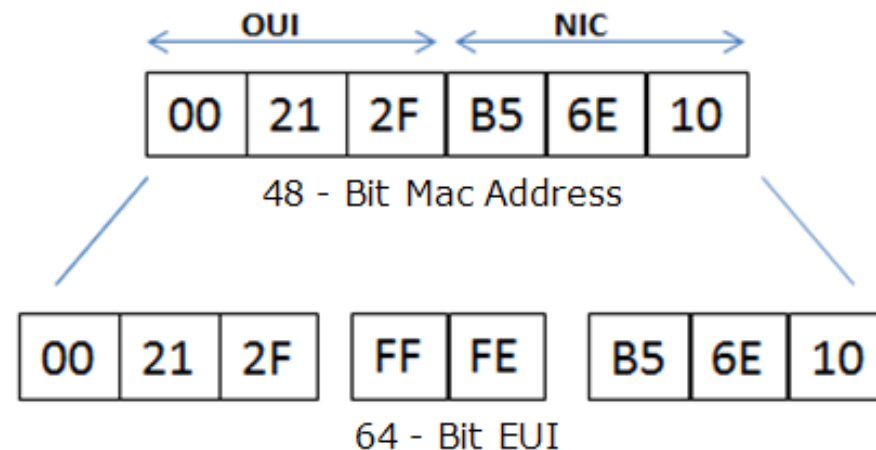 OUI NIC
00 21 2F B5 6E 10
48 - Bit Mac Address
00 21 2F FF FE B5 6E 10
64 - Bit EUI